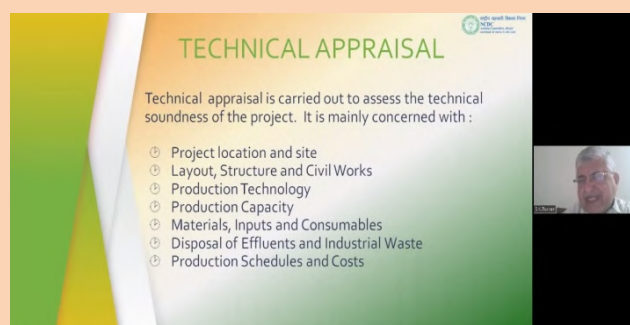 NCDC
TECHNICAL APPRAISAL
Technical appraisal is carried out to assess the technical
soundness of the project. It is mainly concerned with :
Project location and site
Layout, Structure and Civil Works
Production Technology
Production Capacity
Materials, Inputs and Consumables
Disposal of Effluents and Industrial Waste
Production Schedules and Costs